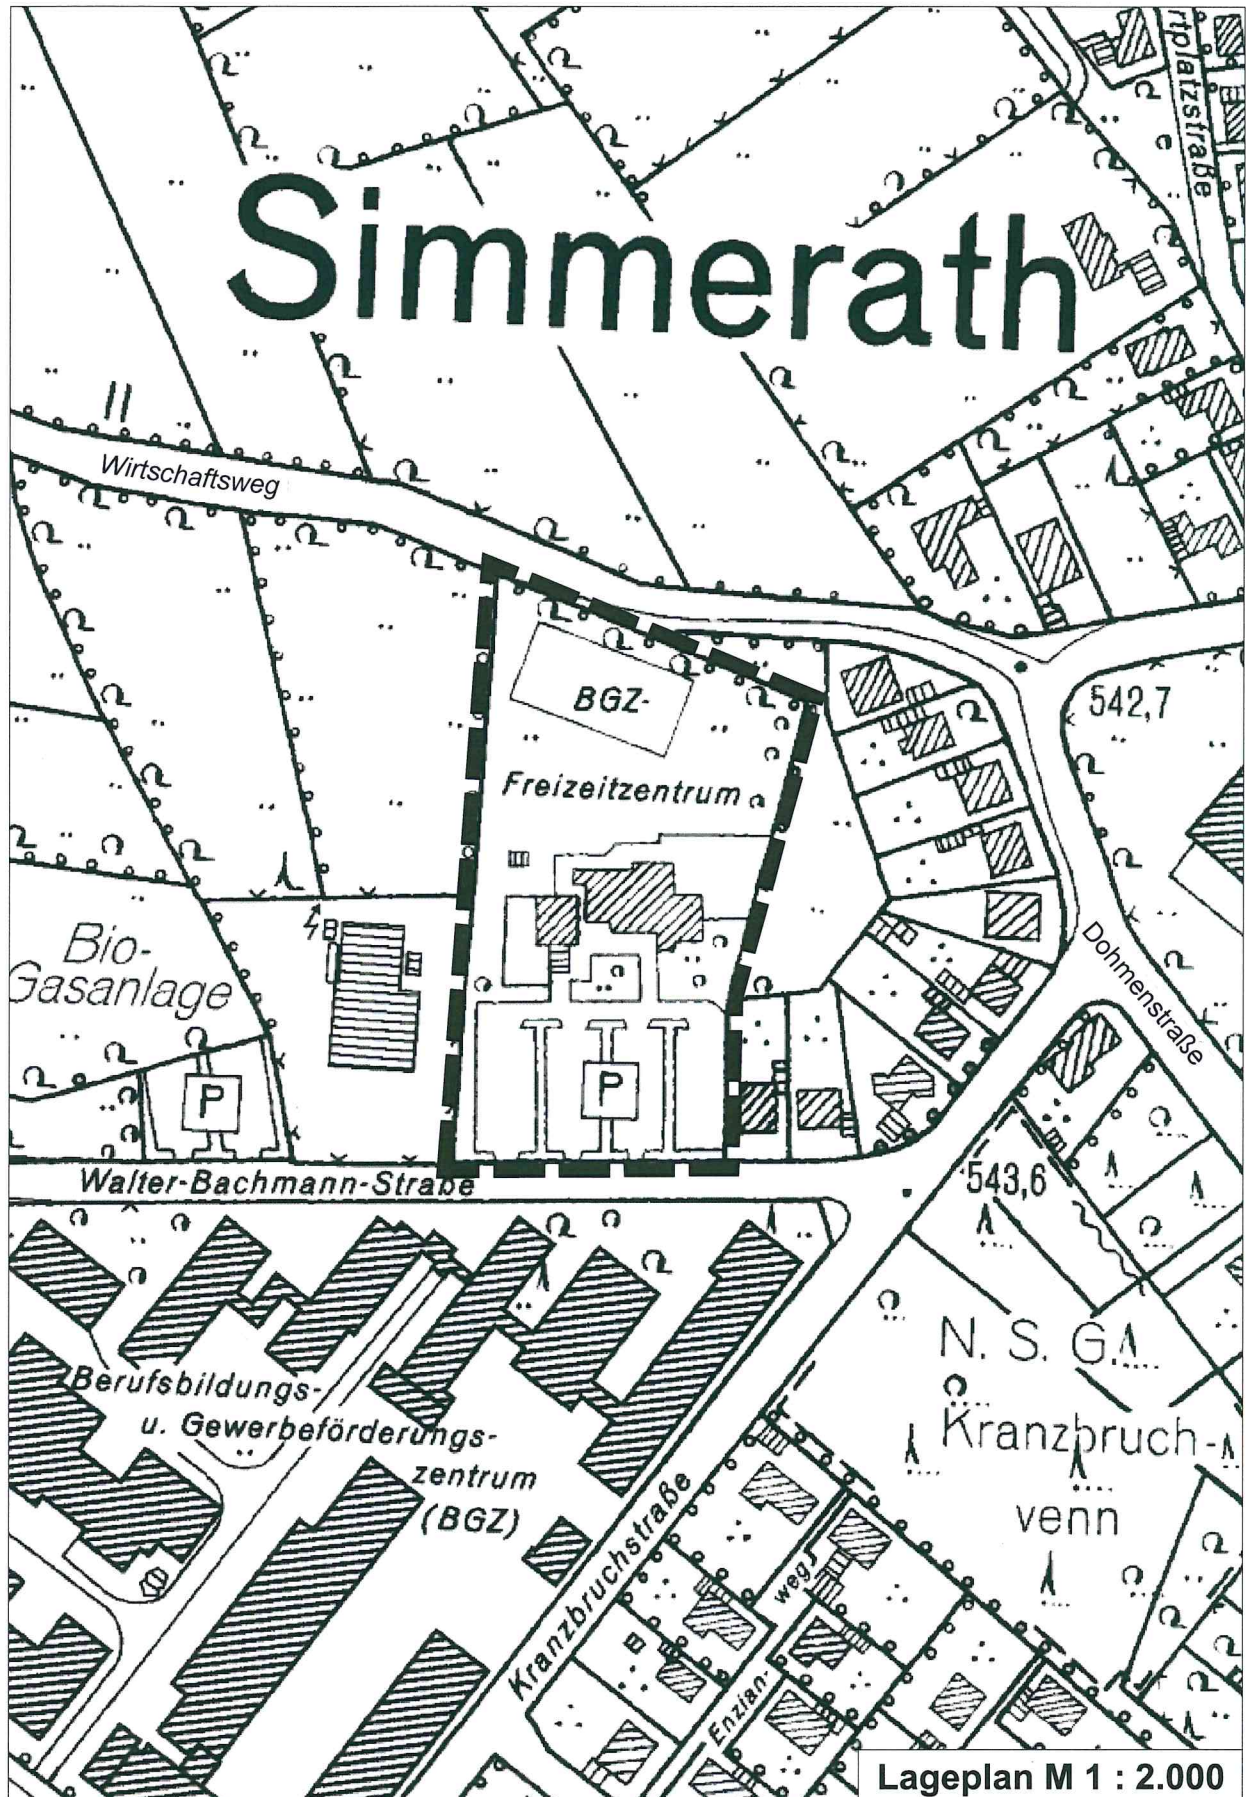 rtplatzstraße
Simmerath
Wirtschaftsweg
542,7
BGZ-
Freizeitzentrum
Bio-
Gasanlage
Dohmenstraße
P
P
543,6
Walter-Bachmann-Straße
N. S. G.
Kranzbruch-
venn
Berufsbildungs-
u. Gewerbeförderungs-
zentrum
(BGZ)
Kranzbruchstraße
Enzian-
weg
Lageplan M 1 : 2.000